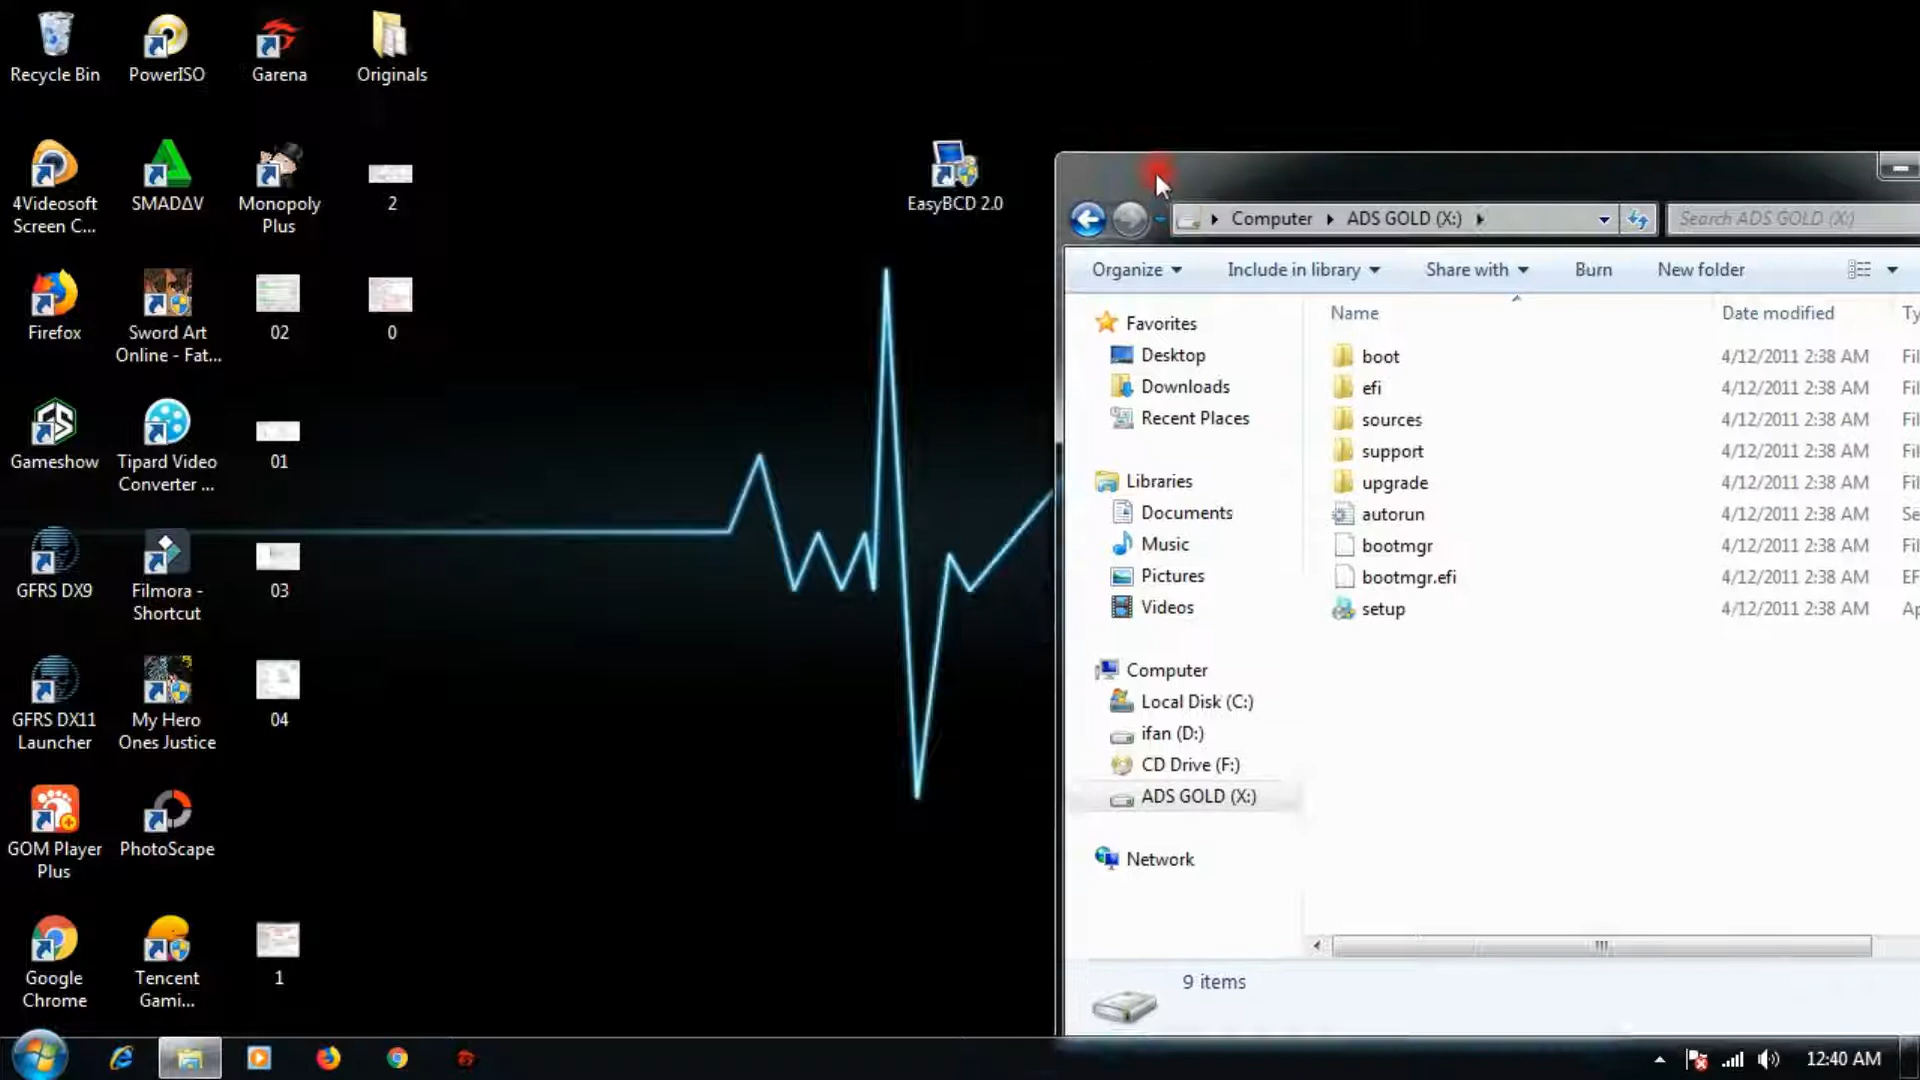 Recycle Bin
PowerISO
Garena
Originals
4Videosoft
Screen C...
SMADΔV
Monopoly
Plus
2
EasyBCD 2.0
Firefox
Sword Art
Online - Fat...
02
0
Gameshow
Tipard Video
Converter ...
01
GFRS DX9
Filmora -
Shortcut
03
GFRS DX11
Launcher
My Hero
Ones Justice
04
GOM Player
Plus
PhotoScape
Google
Chrome
Tencent
Gami...
1
Computer
ADS GOLD (X:)
Search ADS GOLD (X:)
Organize
Include in library
Share with
Burn
New folder
Favorites
Desktop
Downloads
Recent Places
Libraries
Documents
Music
Pictures
Videos
Computer
Local Disk (C:)
ifan (D:)
CD Drive (F:)
ADS GOLD (X:)
Network
Name Date modified Ty
boot 4/12/2011 2:38 AM Fil
efi 4/12/2011 2:38 AM Fil
sources 4/12/2011 2:38 AM Fil
support 4/12/2011 2:38 AM Fil
upgrade 4/12/2011 2:38 AM Fil
autorun 4/12/2011 2:38 AM Se
bootmgr 4/12/2011 2:38 AM Fil
bootmgr.efi 4/12/2011 2:38 AM EF
setup 4/12/2011 2:38 AM Ap
9 items
12:40 AM